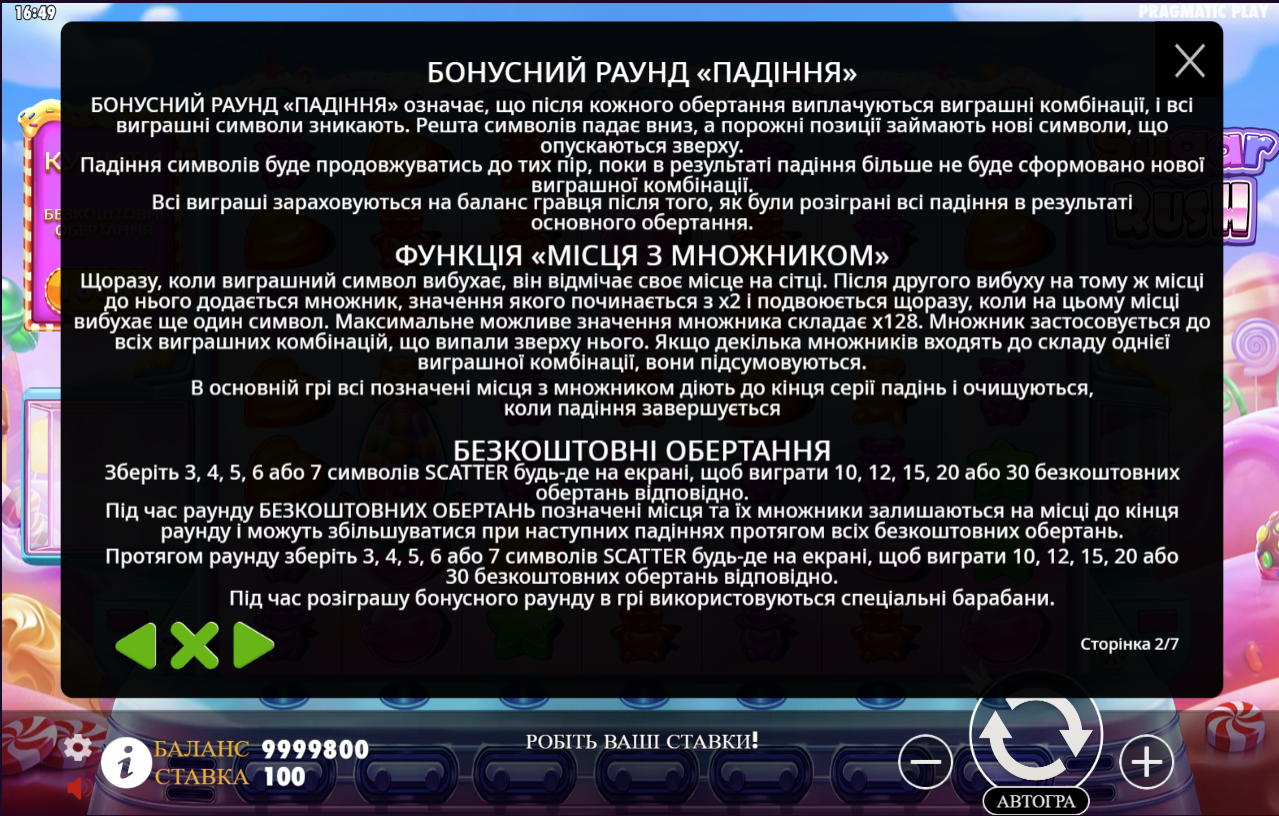 16:49
PRAGMATIC PLAY
БОНУСНИЙ РАУНД «ПАДІННЯ»
БОНУСНИЙ РАУНД «ПАДІННЯ» означає, що після кожного обертання виплачуються виграшні комбінації, і всі
виграшні символи зникають. Решта символів падає вниз, а порожні позиції займають нові символи, що
опускаються зверху.
Падіння символів буде продовжуватись до тих пір, поки в результаті падіння більше не буде сформовано нової
виграшної комбінації.
Всі виграші зараховуються на баланс гравця після того, як були розіграні всі падіння в результаті
основного обертання.
БЕЗКОШТОВНІ
ОБЕРТАННЯ
RUSH
ФУНКЦІЯ «МІСЦЯ З МНОЖНИКОМ»
Щоразу, коли виграшний символ вибухає, він відмічає своє місце на сітці. Після другого вибуху на тому ж місці
до нього додається множник, значення якого починається з x2 і подвоюється щоразу, коли на цьому місці
вибухає ще один символ. Максимальне можливе значення множника складає x128. Множник застосовується до
всіх виграшних комбінацій, що випали зверху нього. Якщо декілька множників входять до складу однієї
виграшної комбінації, вони підсумовуються.
В основній грі всі позначені місця з множником діють до кінця серії падінь і очищуються,
коли падіння завершується
БЕЗКОШТОВНІ ОБЕРТАННЯ
Зберіть 3, 4, 5, 6 або 7 символів SCATTER будь-де на екрані, щоб виграти 10, 12, 15, 20 або 30 безкоштовних
обертань відповідно.
Під час раунду БЕЗКОШТОВНИХ ОБЕРТАНЬ позначені місця та їх множники залишаються на місці до кінця
раунду і можуть збільшуватися при наступних падіннях протягом всіх безкоштовних обертань.
Протягом раунду зберіть 3, 4, 5, 6 або 7 символів SCATTER будь-де на екрані, щоб виграти 10, 12, 15, 20 або
30 безкоштовних обертань відповідно.
Під час розіграшу бонусного раунду в грі використовуються спеціальні барабани.
Сторінка 2/7
БАЛАНС 9999800
СТАВКА 100
РОБІТЬ ВАШІ СТАВКИ!
АВТОГРА